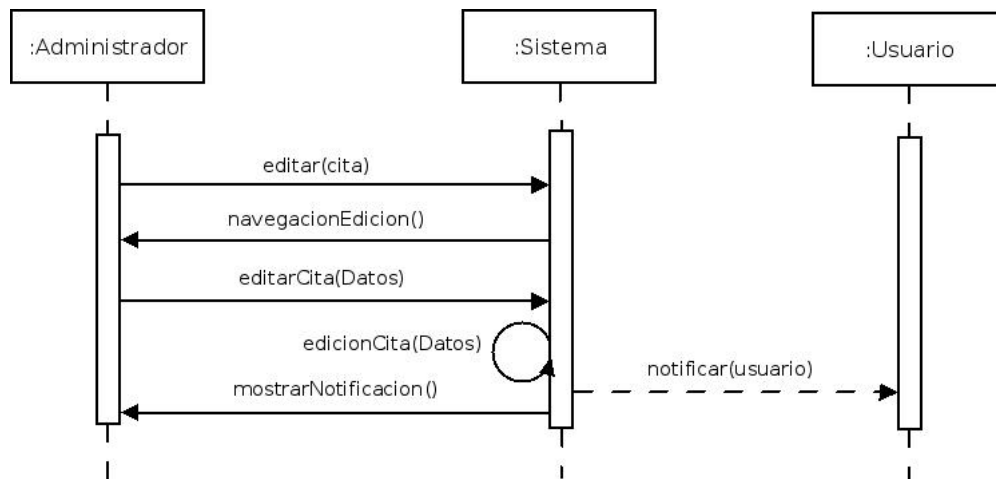 :Administrador
:Sistema
:Usuario
editar(cita)
navegacionEdicion()
editarCita(Datos)
edicionCita(Datos)
notificar(usuario)
mostrarNotificacion()